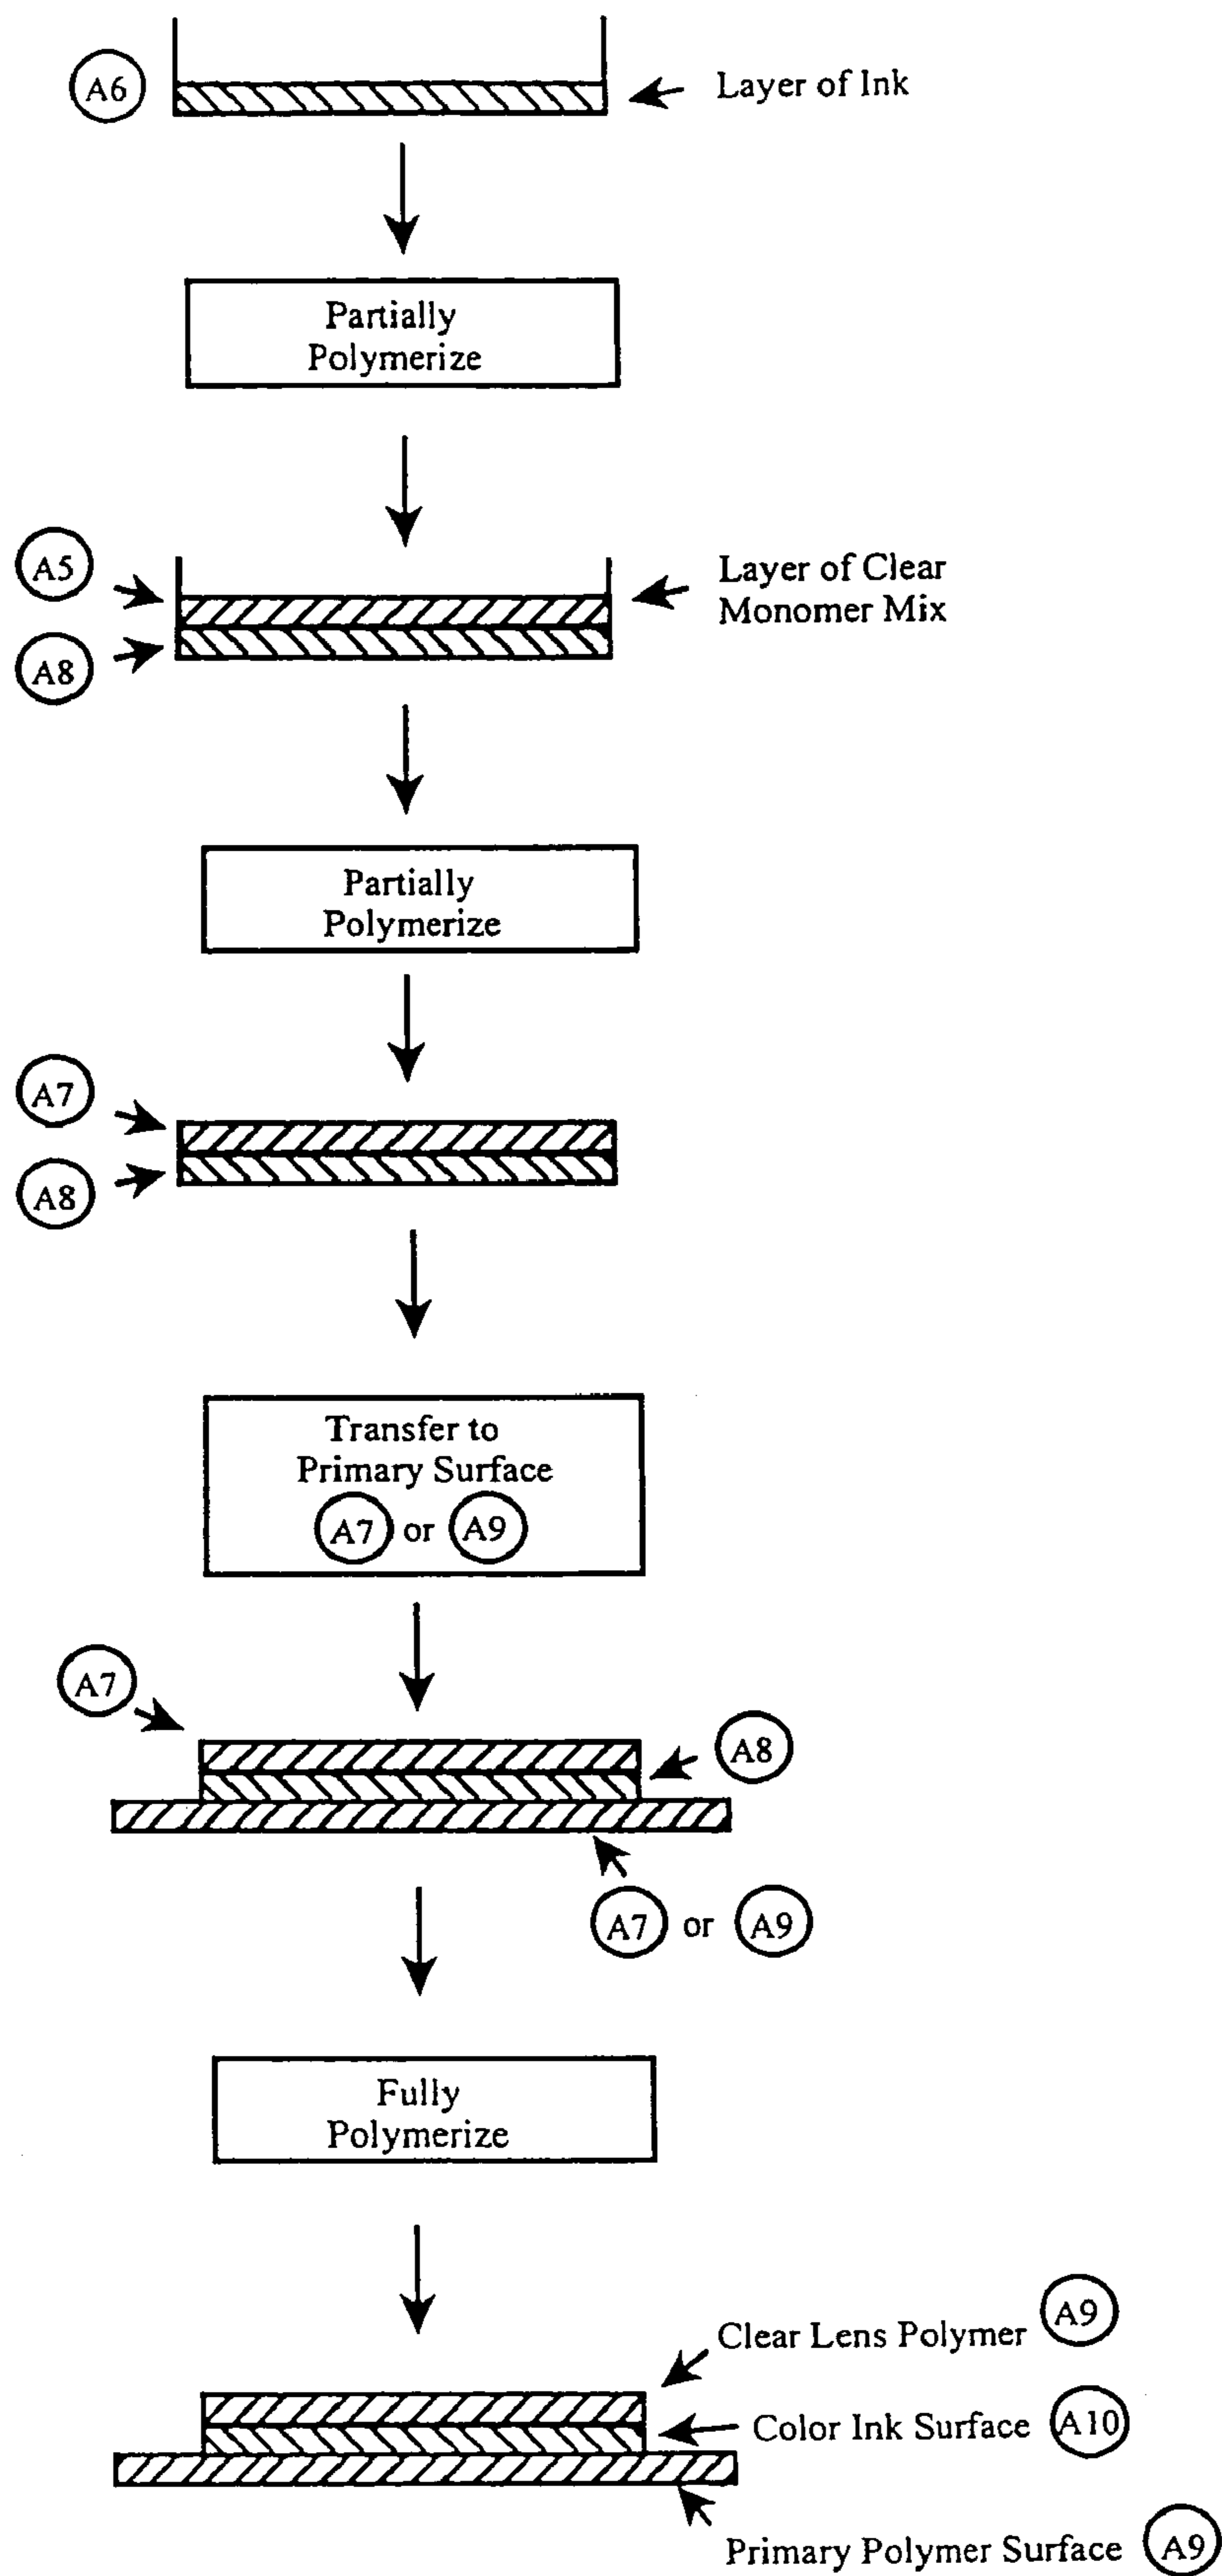 A6
Layer of Ink
Partially
Polymerize
A5
Layer of Clear
Monomer Mix
A8
Partially
Polymerize
A7
A8
Transfer to
Primary Surface
A7 or A9
A7
A8
A7 or A9
Fully
Polymerize
Clear Lens Polymer A9
Color Ink Surface A10
Primary Polymer Surface A9